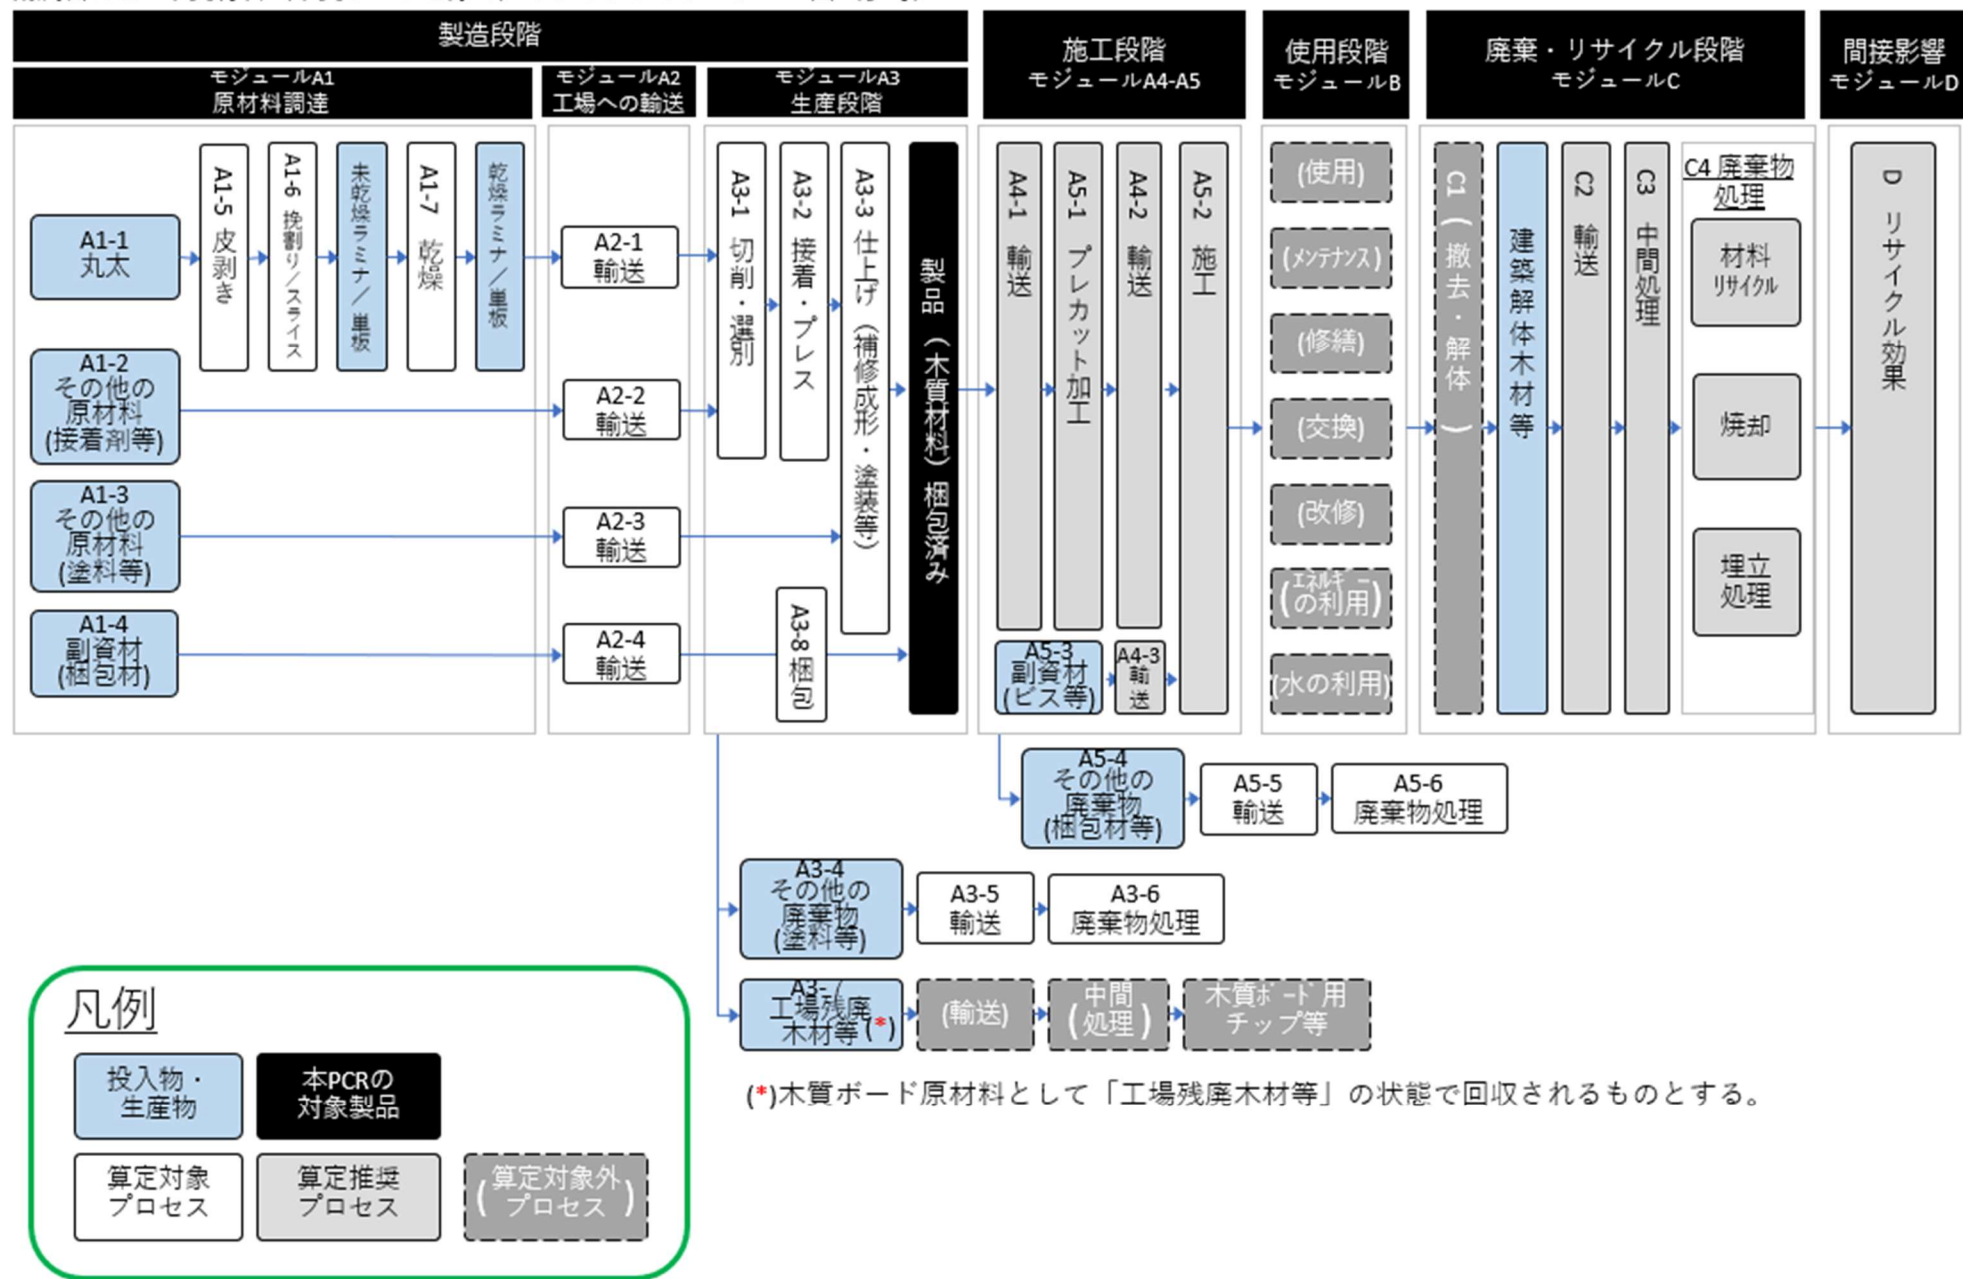 製造段階
モジュールA1
原材料調達
モジュールA2
工場への輸送
モジュールA3
生産段階
施工段階
モジュールA4-A5
使用段階
モジュールB
廃棄・リサイクル段階
モジュールC
間接影響
モジュールD
A1-1
丸太
A1-5 皮剥き
A1-6 挽割り/スライス
未乾燥ラミナ/単板
A1-7 乾燥
乾燥ラミナ/単板
A1-2
その他の
原材料
(接着剤等)
A1-3
その他の
原材料
(塗料等)
A1-4
副資材
(梱包材)
A2-1
輸送
A2-2
輸送
A2-3
輸送
A2-4
輸送
A3-1 切削・選別
A3-2 接着・プレス
A3-3 仕上げ(補修成形・塗装等)
A3-8 梱包
製品(木質材料)梱包済み
A4-1 輸送
A5-1 プレカット加工
A4-2 輸送
A5-2 施工
A5-3
副資材
(ビス等)
A4-3
輸
送
(使用)
(メンテナンス)
(修繕)
(交換)
(改修)
(エネルギー
の利用)
(水の利用)
C1(撤去・解体)
建築解体木材等
C2 輸送
C3 中間処理
C4 廃棄物
処理
材料
リサイクル
焼却
埋立
処理
D リサイクル効果
A5-4
その他の
廃棄物
(梱包材等)
A5-5
輸送
A5-6
廃棄物処理
A3-4
その他の
廃棄物
(塗料等)
A3-5
輸送
A3-6
廃棄物処理
工場残廃
木材等(*)
(輸送)
(中間
処理)
木質ボード用
チップ等
(*)木質ボード原材料として「工場残廃木材等」の状態で回収されるものとする。
凡例
投入物・
生産物
本PCRの
対象製品
算定対象
プロセス
算定推奨
プロセス
(算定対象外
プロセス)